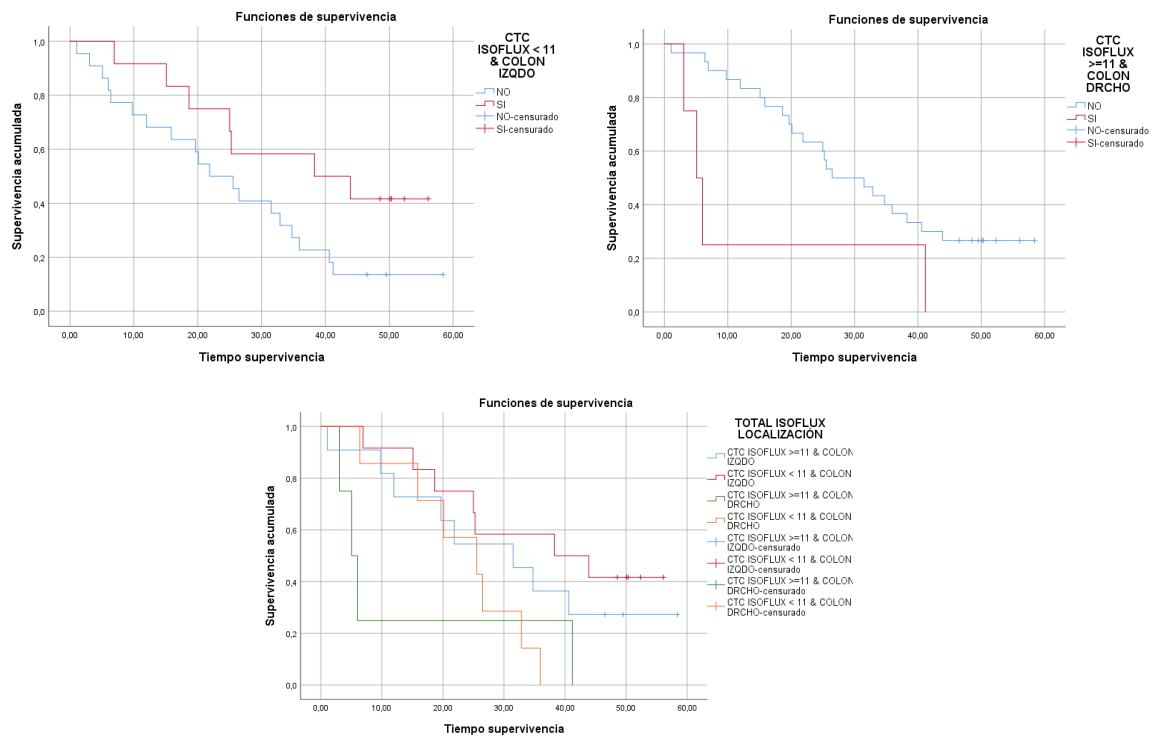 Funciones de supervivencia
CTC
ISOFLUX < 11
& COLON
IZQDO
NO
SI
NO-censurado
SI-censurado
Supervivencia acumulada
1,0
0,8
0,6
0,4
0,2
0,0
0,00 10,00 20,00 30,00 40,00 50,00 60,00
Tiempo supervivencia
Funciones de supervivencia
CTC
ISOFLUX
>=11 &
COLON
DRCHO
NO
SI
NO-censurado
SI-censurado
Supervivencia acumulada
1,0
0,8
0,6
0,4
0,2
0,0
0,00 10,00 20,00 30,00 40,00 50,00 60,00
Tiempo supervivencia
Funciones de supervivencia
TOTAL ISOFLUX
LOCALIZACIÓN
CTC ISOFLUX >=11 & COLON
IZQDO
CTC ISOFLUX < 11 & COLON
IZQDO
CTC ISOFLUX >=11 & COLON
DRCHO
CTC ISOFLUX < 11 & COLON
DRCHO
CTC ISOFLUX >=11 & COLON
IZQDO-censurado
CTC ISOFLUX < 11 & COLON
IZQDO-censurado
CTC ISOFLUX >=11 & COLON
DRCHO-censurado
CTC ISOFLUX < 11 & COLON
DRCHO-censurado
Supervivencia acumulada
1,0
0,8
0,6
0,4
0,2
0,0
0,00 10,00 20,00 30,00 40,00 50,00 60,00
Tiempo supervivencia